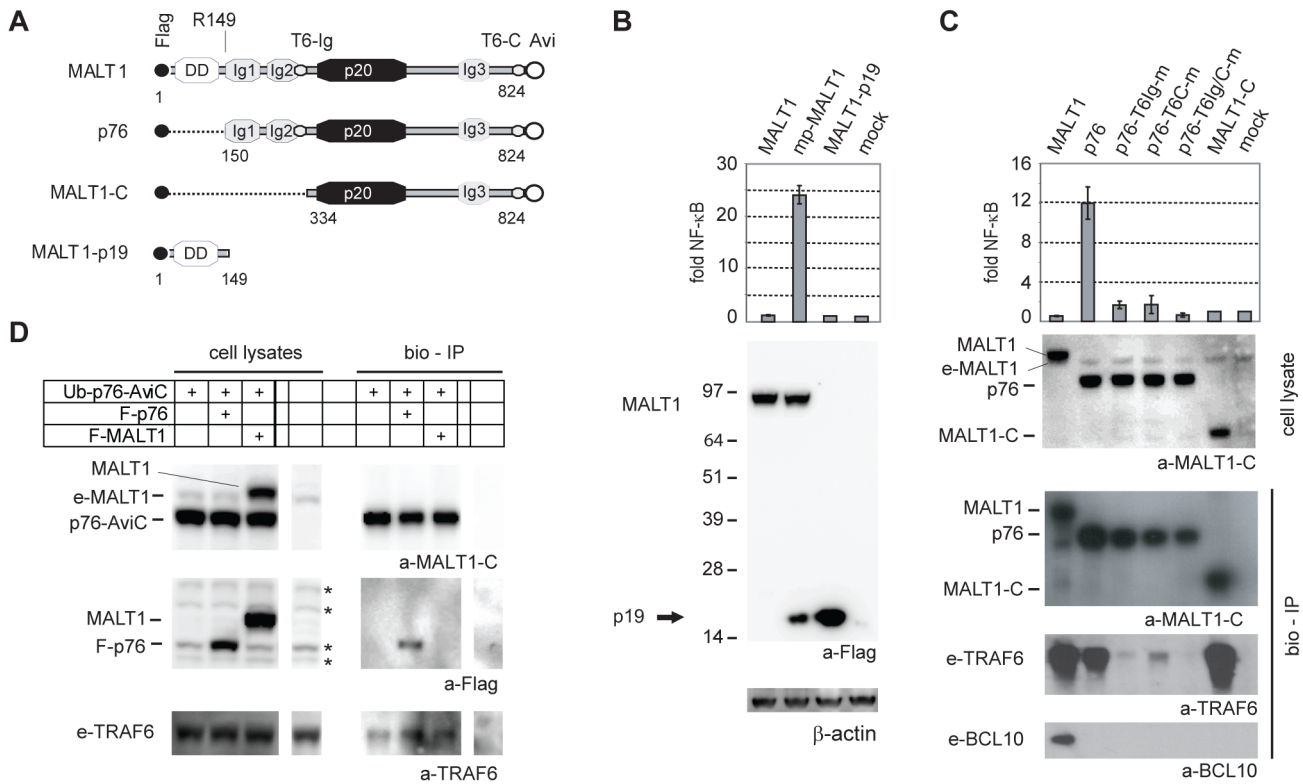 A
Flag
R149
T6-Ig
T6-C
Avi
MALT1
DD
Ig1
Ig2
p20
Ig3
1
824
p76
Ig1
Ig2
p20
Ig3
150
824
MALT1-C
p20
Ig3
334
824
MALT1-p19
DD
1
149
B
MALT1
mp-MALT1
MALT1-p19
mock
fold NF-κB
30
20
25
15
10
5
0
MALT1
97
64
51
39
28
p19
14
a-Flag
β-actin
C
MALT1
p76
p76-T6Ig-m
p76-T6C-m
p76-T6Ig/C-m
MALT1-C
mock
fold NF-κB
16
12
8
4
0
MALT1
e-MALT1
p76
MALT1-C
a-MALT1-C
cell lysate
MALT1
p76
MALT1-C
a-MALT1-C
e-TRAF6
a-TRAF6
e-BCL10
a-BCL10
bio - IP
D
cell lysates
bio - IP
Ub-p76-AviC + + + + + +
F-p76 + +
F-MALT1 + +
MALT1
e-MALT1
p76-AviC
a-MALT1-C
MALT1
F-p76
*
*
*
*
a-Flag
e-TRAF6
a-TRAF6